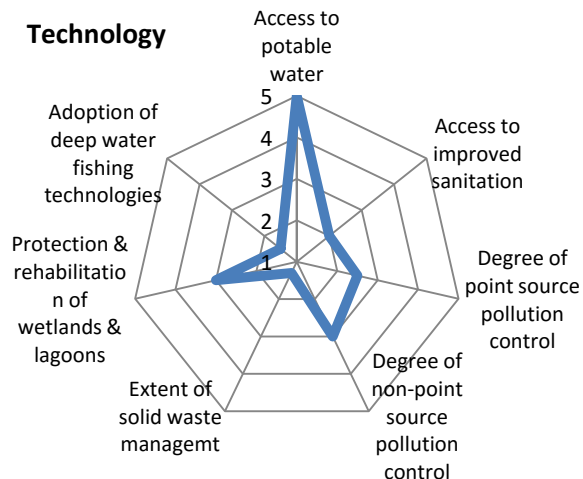 Technology
Access to
potable
water
5
4
3
2
1
Access to
improved
sanitation
Degree of
point source
pollution
control
Degree of
non-point
source
pollution
control
Extent of
solid waste
managemt
Protection &
rehabilitatio
n of
wetlands &
lagoons
Adoption of
deep water
fishing
technologies